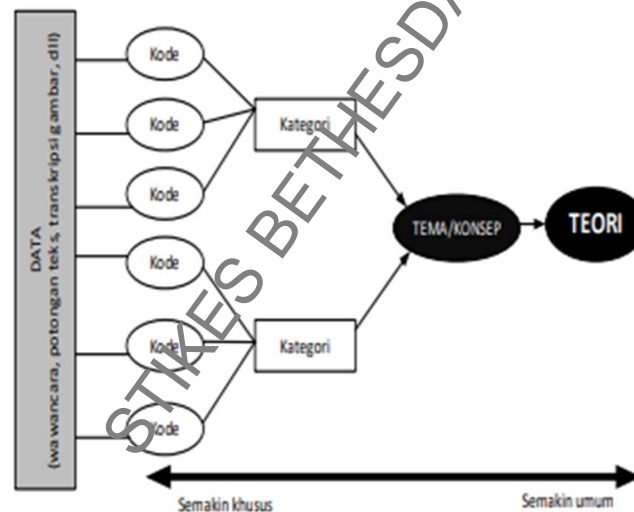 DATA
(wawancara, potongan teks, transkripsi gambar, dll)
Kode
Kode
Kode
Kode
Kode
Kode
Kategori
Kategori
TEMA/KONSEP
TEORI
Semakin khusus
Semakin umum
STIKES BETHESDA